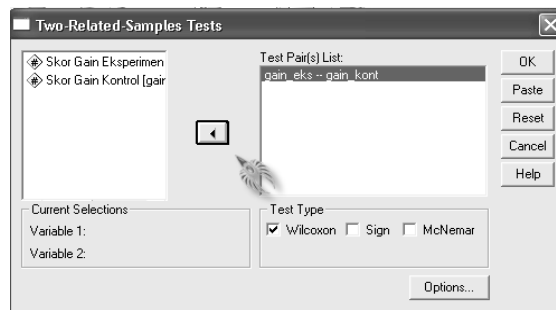 Two-Related-Samples Tests
Skor Gain Eksperimen
Skor Gain Kontrol [gair
Test Pair(s) List:
gain_eks -- gain_kont
OK
Paste
Reset
Cancel
Help
Current Selections
Variable 1:
Variable 2:
Test Type
Wilcoxon
Sign
McNemar
Options...